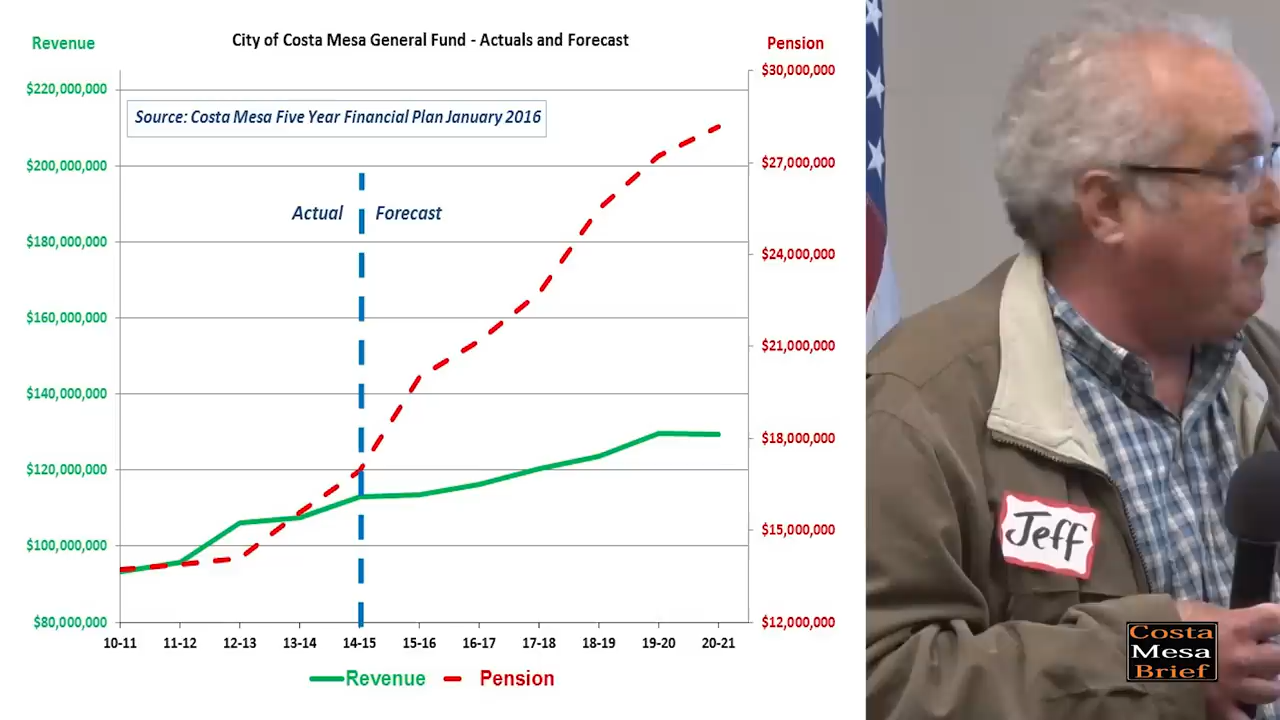 City of Costa Mesa General Fund - Actuals and Forecast
Revenue
Pension
$220,000,000
$200,000,000
$180,000,000
$160,000,000
$140,000,000
$120,000,000
$100,000,000
$80,000,000
Source: Costa Mesa Five Year Financial Plan January 2016
Actual
Forecast
$30,000,000
$27,000,000
$24,000,000
$21,000,000
$18,000,000
$15,000,000
$12,000,000
10-11 11-12 12-13 13-14 14-15 15-16 16-17 17-18 18-19 19-20 20-21
Revenue Pension
Jeff
Costa
Mesa
Brief